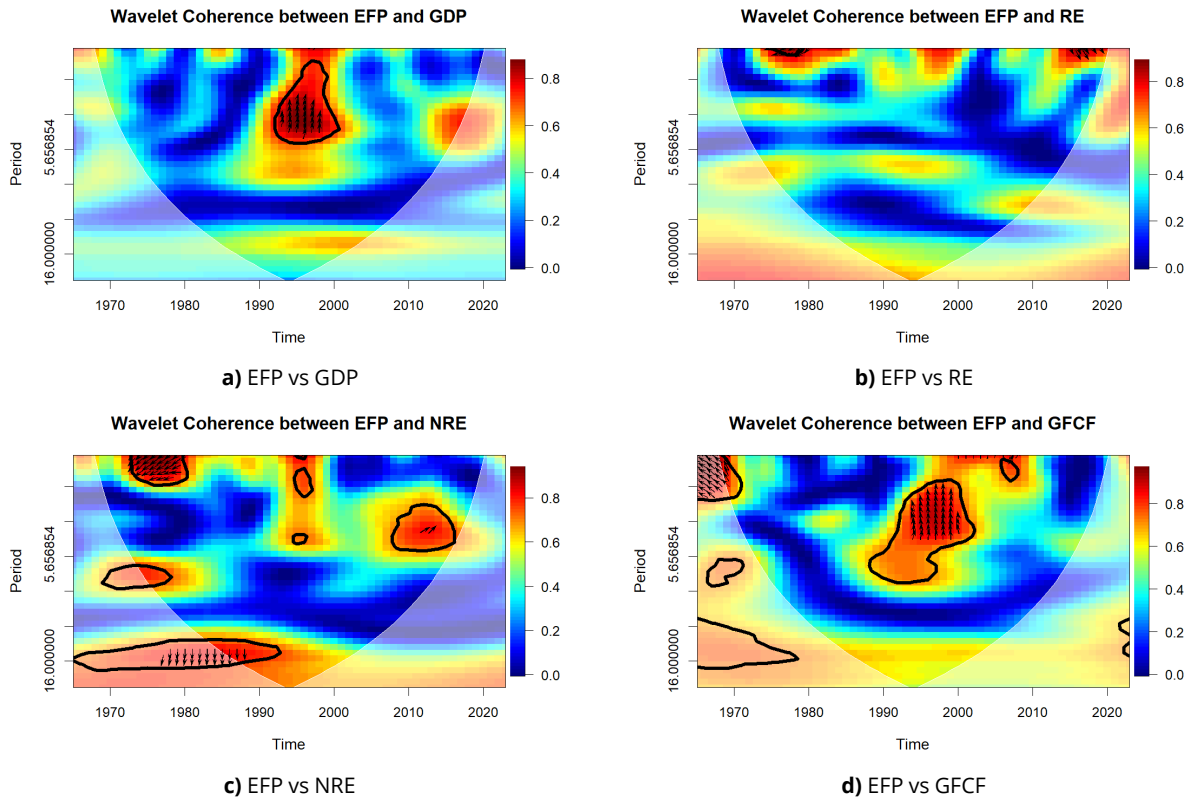 Wavelet Coherence between EFP and GDP
Period
5.656854
16.000000
0.8
0.6
0.4
0.2
0.0
1970 1980 1990 2000 2010 2020
Time
a) EFP vs GDP
Wavelet Coherence between EFP and RE
Period
5.656854
16.000000
0.8
0.6
0.4
0.2
0.0
1970 1980 1990 2000 2010 2020
Time
b) EFP vs RE
Wavelet Coherence between EFP and NRE
Period
5.656854
16.000000
0.8
0.6
0.4
0.2
0.0
1970 1980 1990 2000 2010 2020
Time
c) EFP vs NRE
Wavelet Coherence between EFP and GFCF
Period
5.656854
16.000000
0.8
0.6
0.4
0.2
0.0
1970 1980 1990 2000 2010 2020
Time
d) EFP vs GFCF